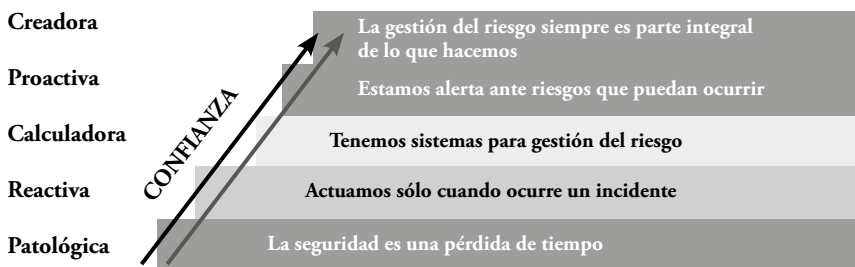 Creadora
La gestión del riesgo siempre es parte integral
de lo que hacemos
Proactiva
Estamos alerta ante riesgos que puedan ocurrir
Calculadora
Tenemos sistemas para gestión del riesgo
CONFIANZA
Reactiva
Actuamos sólo cuando ocurre un incidente
Patológica
La seguridad es una pérdida de tiempo